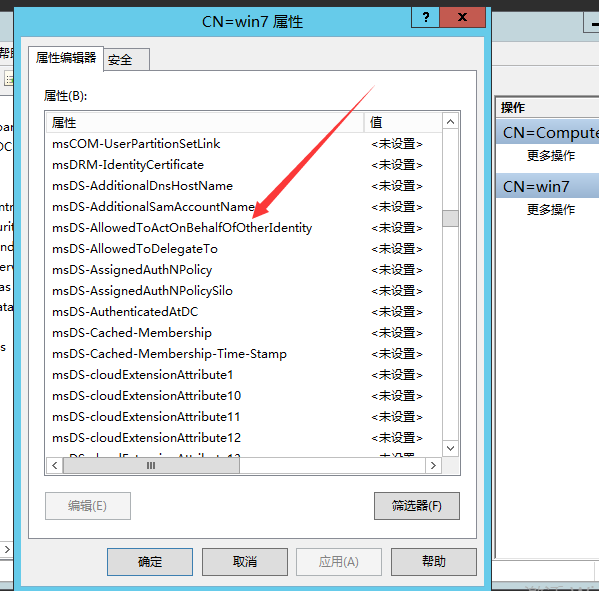 CN=win7 属性
?
x
属性编辑器
安全
属性(B):
属性
值
msCOM-UserPartitionSetLink <未设置>
msDRM-IdentityCertificate <未设置>
msDS-AdditionalDnsHostName <未设置>
msDS-AdditionalSamAccountName <未设置>
msDS-AllowedToActOnBehalfOfOtherIdentity <未设置>
msDS-AllowedToDelegateTo <未设置>
msDS-AssignedAuthNPolicy <未设置>
msDS-AssignedAuthNPolicySilo <未设置>
msDS-AuthenticatedAtDC <未设置>
msDS-Cached-Membership <未设置>
msDS-Cached-Membership-Time-Stamp <未设置>
msDS-cloudExtensionAttribute1 <未设置>
msDS-cloudExtensionAttribute10 <未设置>
msDS-cloudExtensionAttribute11 <未设置>
msDS-cloudExtensionAttribute12 <未设置>
编辑(E)
筛选器(F)
确定
取消
应用(A)
帮助
操作
CN=Compute
更多操作
CN=win7
更多操作